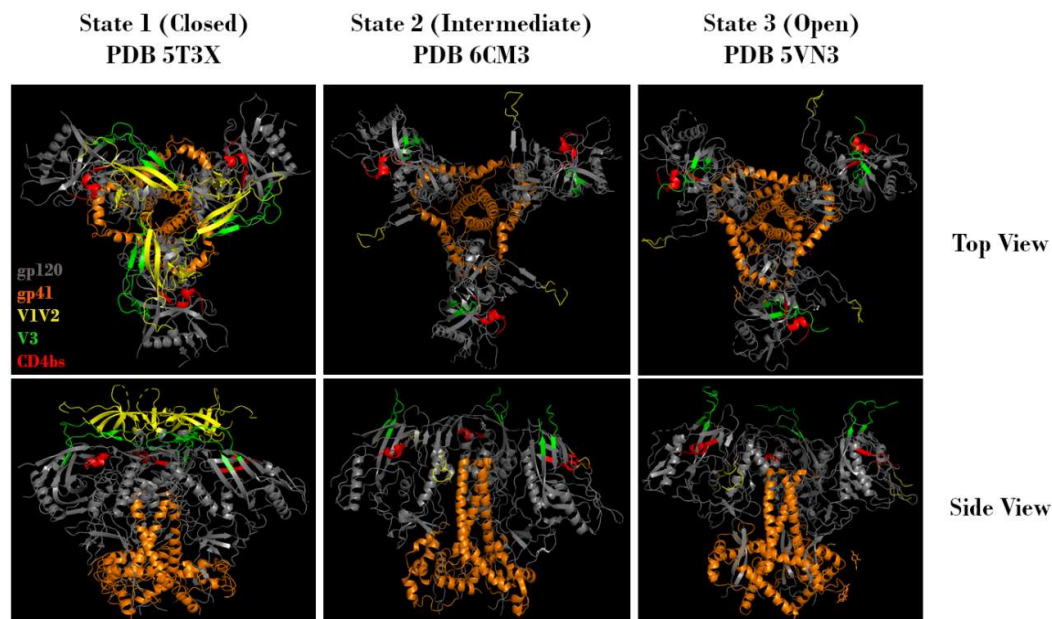 State 1 (Closed)
PDB 5T3X
State 2 (Intermediate)
PDB 6CM3
State 3 (Open)
PDB 5VN3
Top View
gp120
gp41
V1V2
V3
CD4bs
Side View